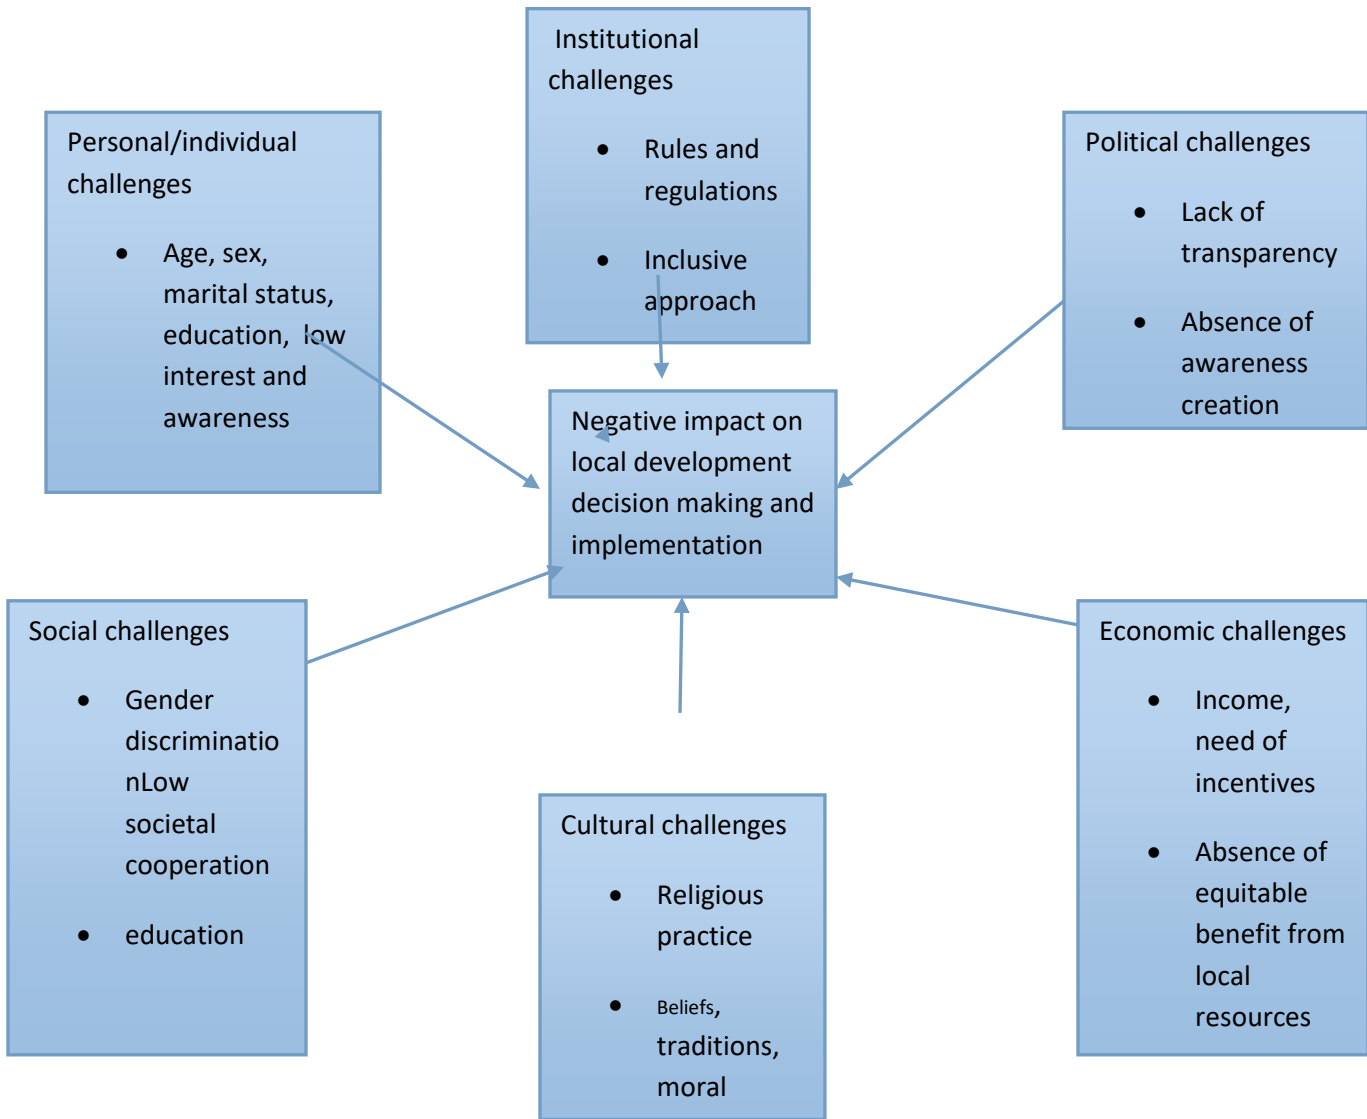 Institutional
challenges
• Rules and
regulations
• Inclusive
approach
Personal/individual
challenges
• Age, sex,
marital status,
education, low
interest and
awareness
Political challenges
• Lack of
transparency
• Absence of
awareness
creation
Negative impact on
local development
decision making and
implementation
Social challenges
• Gender
discriminatio
nLow
societal
cooperation
• education
Cultural challenges
• Religious
practice
• Beliefs,
traditions,
moral
Economic challenges
• Income,
need of
incentives
• Absence of
equitable
benefit from
local
resources